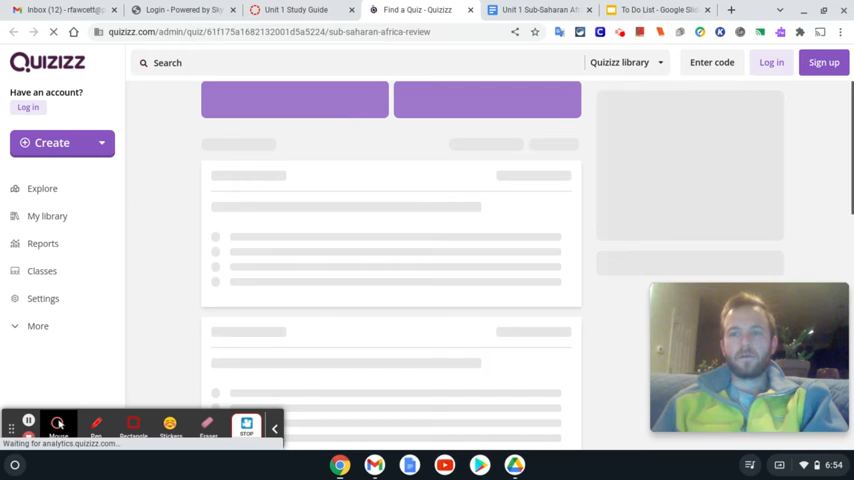 Inbox (12) - rfawcett@
Login - Powered by Sky
Unit 1 Study Guide
Find a Quiz - Quizizz
Unit 1 Sub-Saharan Af
To Do List - Google Slid
quizizz.com/admin/quiz/61f175a1682132001d5a5224/sub-saharan-africa-review
QUIZIZZ
Search
Quizizz library
Enter code
Log in
Sign up
Have an account?
Log in
Create
Explore
My library
Reports
Classes
Settings
More
Mouse
Pen
Rectangle
Stickers
Eraser
STOP
Waiting for analytics.quizizz.com...
6:54